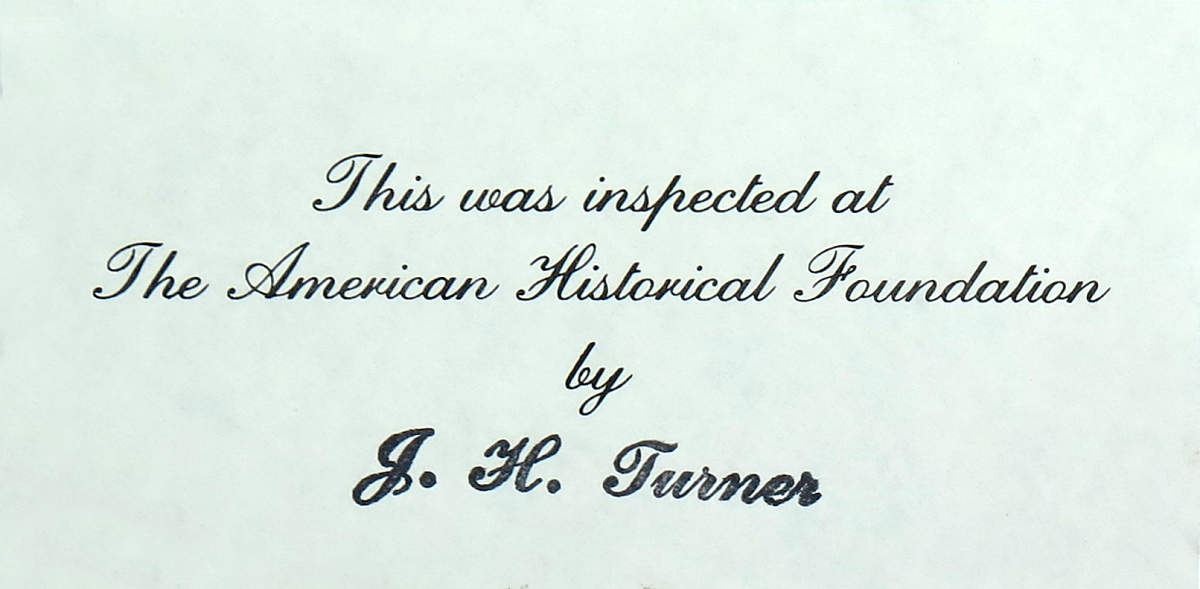 This was inspected at
The American Historical Foundation
by
J. H. Turner